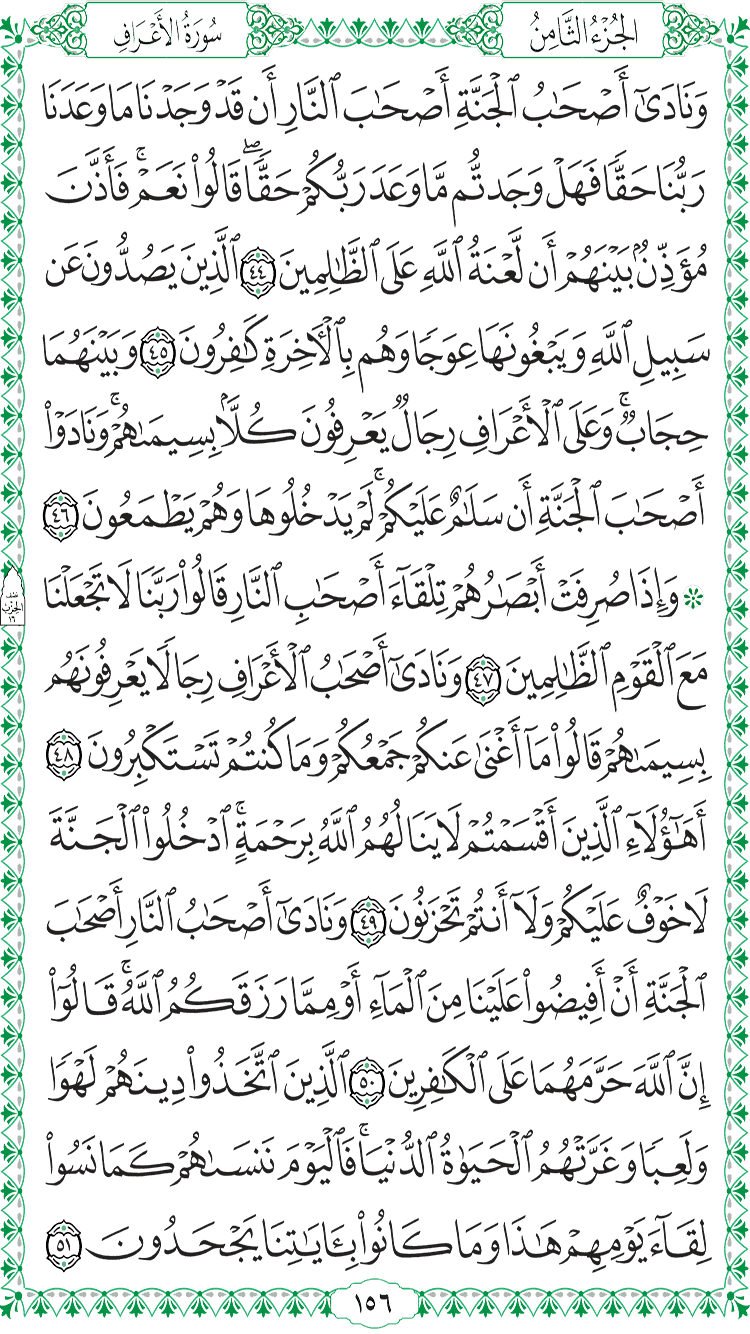 الجُزْءُ الثَّامِنُ
سُورَةُ الأَعْرَافِ
وَنَادَىٰٓ أَصْحَٰبُ ٱلْجَنَّةِ أَصْحَٰبَ ٱلنَّارِ أَن قَدْ وَجَدْنَا مَا وَعَدَنَا
رَبُّنَا حَقًّا فَهَلْ وَجَدتُّم مَّا وَعَدَ رَبُّكُمْ حَقًّاۖ قَالُوا۟ نَعَمْۚ فَأَذَّنَ
مُؤَذِّنٌۢ بَيْنَهُمْ أَن لَّعْنَةُ ٱللَّهِ عَلَى ٱلظَّٰلِمِينَ ٤٤ ٱلَّذِينَ يَصُدُّونَ عَن
سَبِيلِ ٱللَّهِ وَيَبْغُونَهَا عِوَجًا وَهُم بِٱلْأَخِرَةِ كَٰفِرُونَ ٤٥ وَبَيْنَهُمَا
حِجَابٌۚ وَعَلَى ٱلْأَعْرَافِ رِجَالٌ يَعْرِفُونَ كُلًّۢا بِسِيمَىٰهُمْۚ وَنَادَوْا۟
أَصْحَٰبَ ٱلْجَنَّةِ أَن سَلَٰمٌ عَلَيْكُمْۚ لَمْ يَدْخُلُوهَا وَهُمْ يَطْمَعُونَ ٤٦
۞ وَإِذَا صُرِفَتْ أَبْصَٰرُهُمْ تِلْقَآءَ أَصْحَٰبِ ٱلنَّارِ قَالُوا۟ رَبَّنَا لَا تَجْعَلْنَا
نصف
الحزب
١٦
مَعَ ٱلْقَوْمِ ٱلظَّٰلِمِينَ ٤٧ وَنَادَىٰٓ أَصْحَٰبُ ٱلْأَعْرَافِ رِجَالًا يَعْرِفُونَهُم
بِسِيمَىٰهُمْ قَالُوا۟ مَآ أَغْنَىٰ عَنكُمْ جَمْعُكُمْ وَمَا كُنتُمْ تَسْتَكْبِرُونَ ٤٨
أَهَٰٓؤُلَآءِ ٱلَّذِينَ أَقْسَمْتُمْ لَا يَنَالُهُمُ ٱللَّهُ بِرَحْمَةٍۚ ٱدْخُلُوا۟ ٱلْجَنَّةَ
لَا خَوْفٌ عَلَيْكُمْ وَلَآ أَنتُمْ تَحْزَنُونَ ٤٩ وَنَادَىٰٓ أَصْحَٰبُ ٱلنَّارِ أَصْحَٰبَ
ٱلْجَنَّةِ أَنْ أَفِيضُوا۟ عَلَيْنَا مِنَ ٱلْمَآءِ أَوْ مِمَّا رَزَقَكُمُ ٱللَّهُۚ قَالُوٓا۟
إِنَّ ٱللَّهَ حَرَّمَهُمَا عَلَى ٱلْكَٰفِرِينَ ٥٠ ٱلَّذِينَ ٱتَّخَذُوا۟ دِينَهُمْ لَهْوًا
وَلَعِبًا وَغَرَّتْهُمُ ٱلْحَيَوٰةُ ٱلدُّنْيَاۚ فَٱلْيَوْمَ نَنسَىٰهُمْ كَمَا نَسُوا۟
لِقَآءَ يَوْمِهِمْ هَٰذَا وَمَا كَانُوا۟ بِـَٔايَٰتِنَا يَجْحَدُونَ ٥١
١٥٦